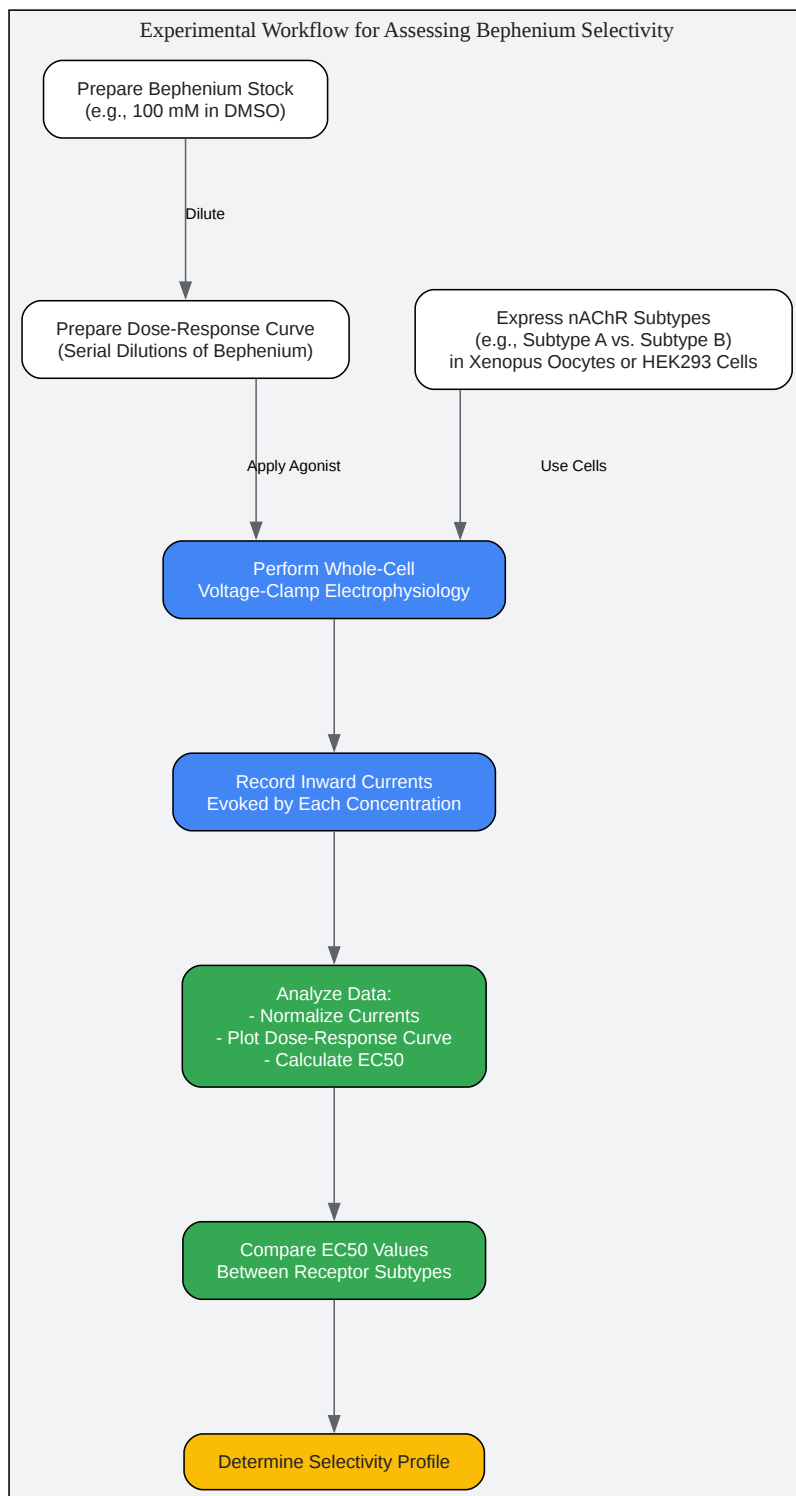 Experimental Workflow for Assessing Bephenium Selectivity
Prepare Bephenium Stock
(e.g., 100 mM in DMSO)
Dilute
Prepare Dose-Response Curve
(Serial Dilutions of Bephenium)
Express nAChR Subtypes
(e.g., Subtype A vs. Subtype B)
in Xenopus Oocytes or HEK293 Cells
Apply Agonist
Use Cells
Perform Whole-Cell
Voltage-Clamp Electrophysiology
Record Inward Currents
Evoked by Each Concentration
Analyze Data:
- Normalize Currents
- Plot Dose-Response Curve
- Calculate EC50
Compare EC50 Values
Between Receptor Subtypes
Determine Selectivity Profile